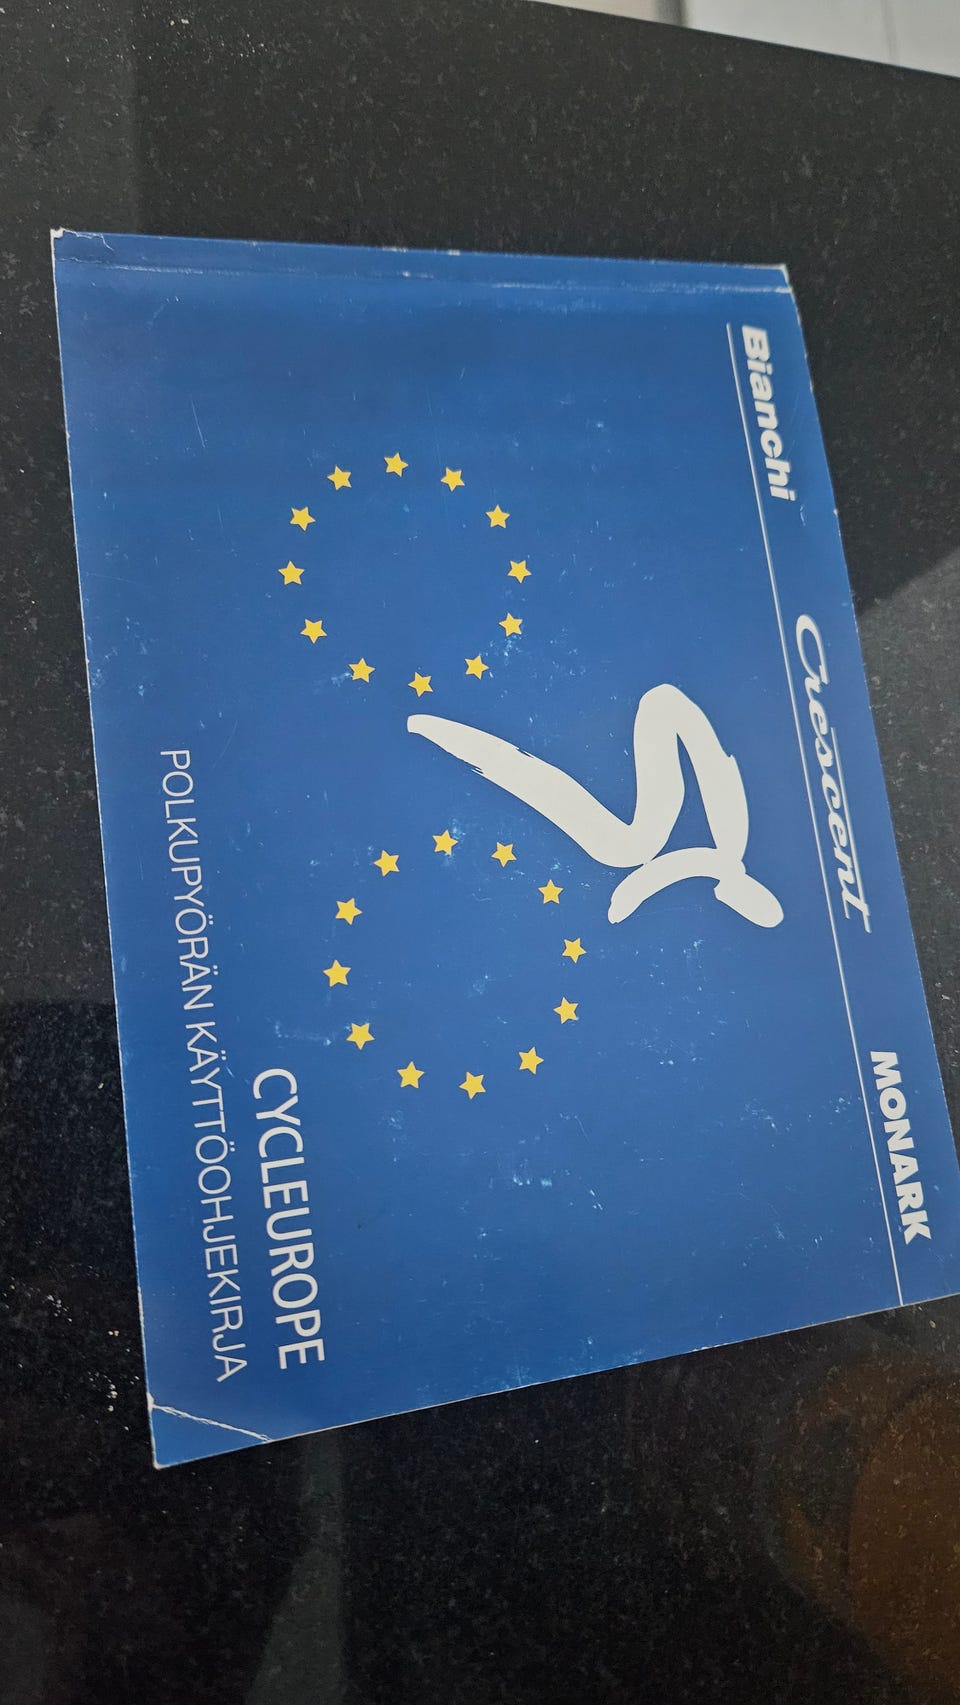 Bianchi Crescent MONARK
CYCLEUROPE
POLKUPYÖRÄN KÄYTTÖOHJEKIRJA